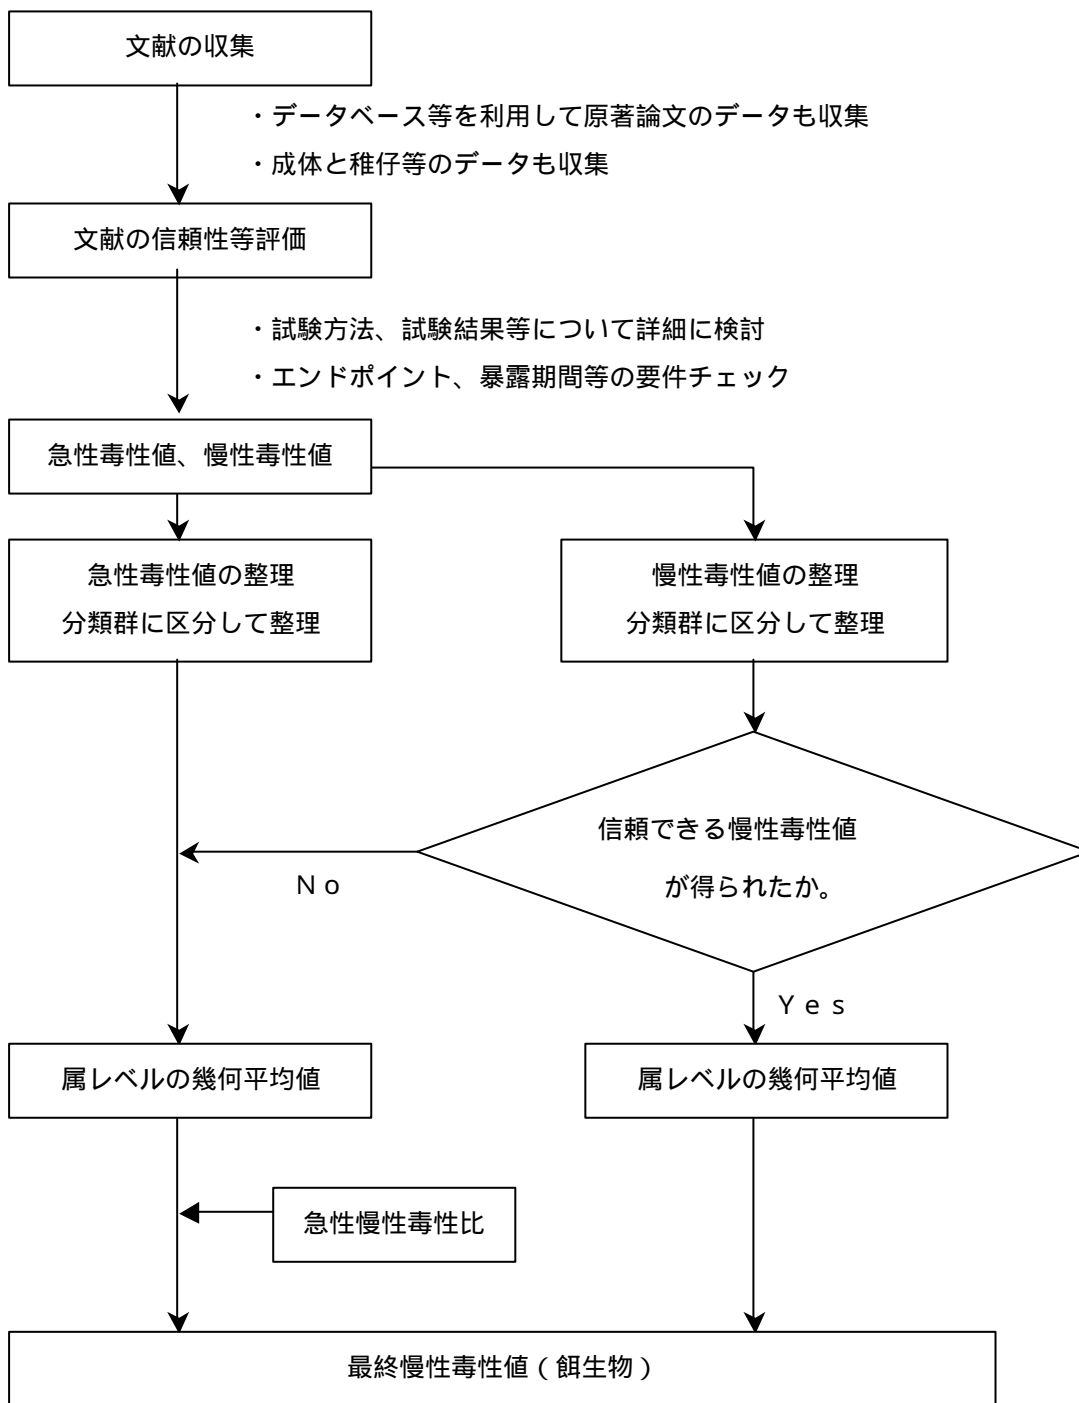 文献の収集
・データベース等を利用して原著論文のデータも収集
・成体と稚仔等のデータも収集
文献の信頼性等評価
・試験方法、試験結果等について詳細に検討
・エンドポイント、暴露期間等の要件チェック
急性毒性値、慢性毒性値
急性毒性値の整理
分類群に区分して整理
慢性毒性値の整理
分類群に区分して整理
信頼できる慢性毒性値
が得られたか。
Ｎｏ
Ｙｅｓ
属レベルの幾何平均値
属レベルの幾何平均値
急性慢性毒性比
最終慢性毒性値（餌生物）